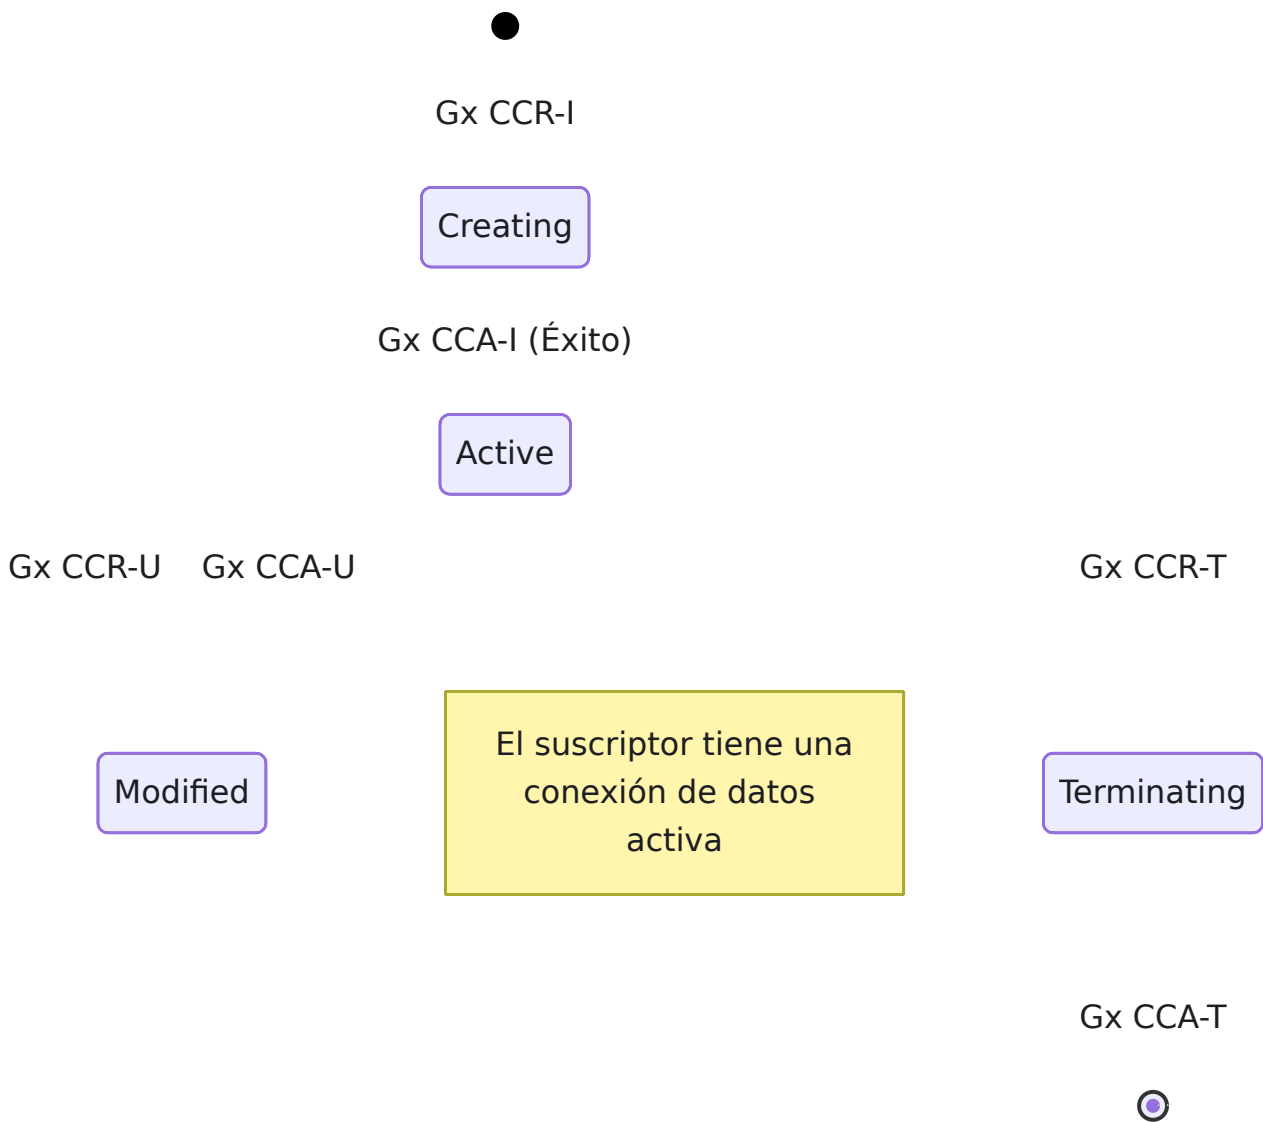 Gx CCR-I
Creating
Gx CCA-I (Éxito)
Active
Gx CCR-U
Gx CCA-U
Gx CCR-T
El suscriptor tiene una
conexión de datos
activa
Modified
Terminating
Gx CCA-T